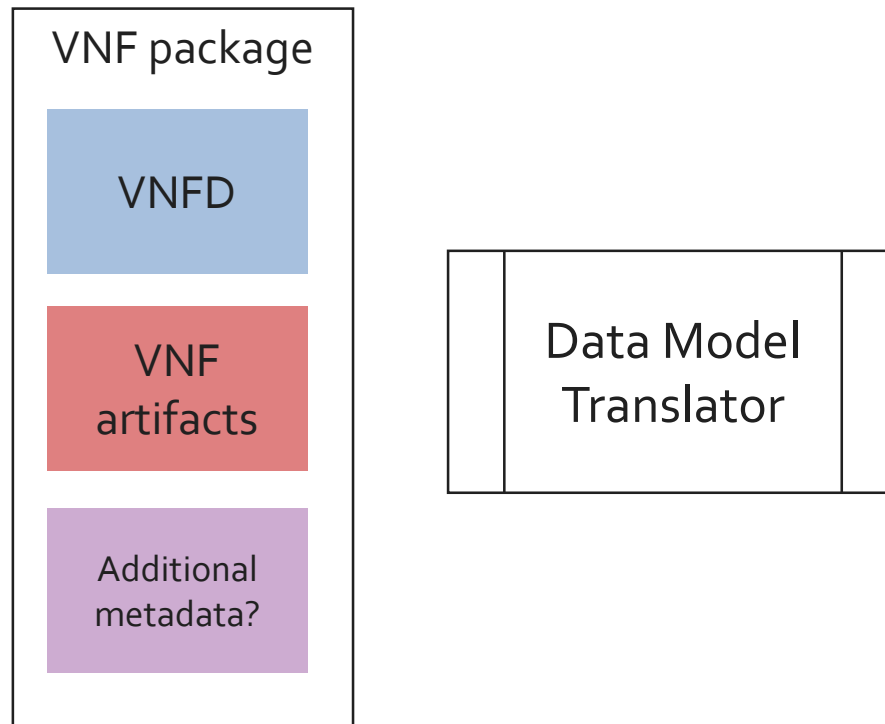 VNF package
VNFD
VNF
artifacts
Additional
metadata?
Data Model
Translator